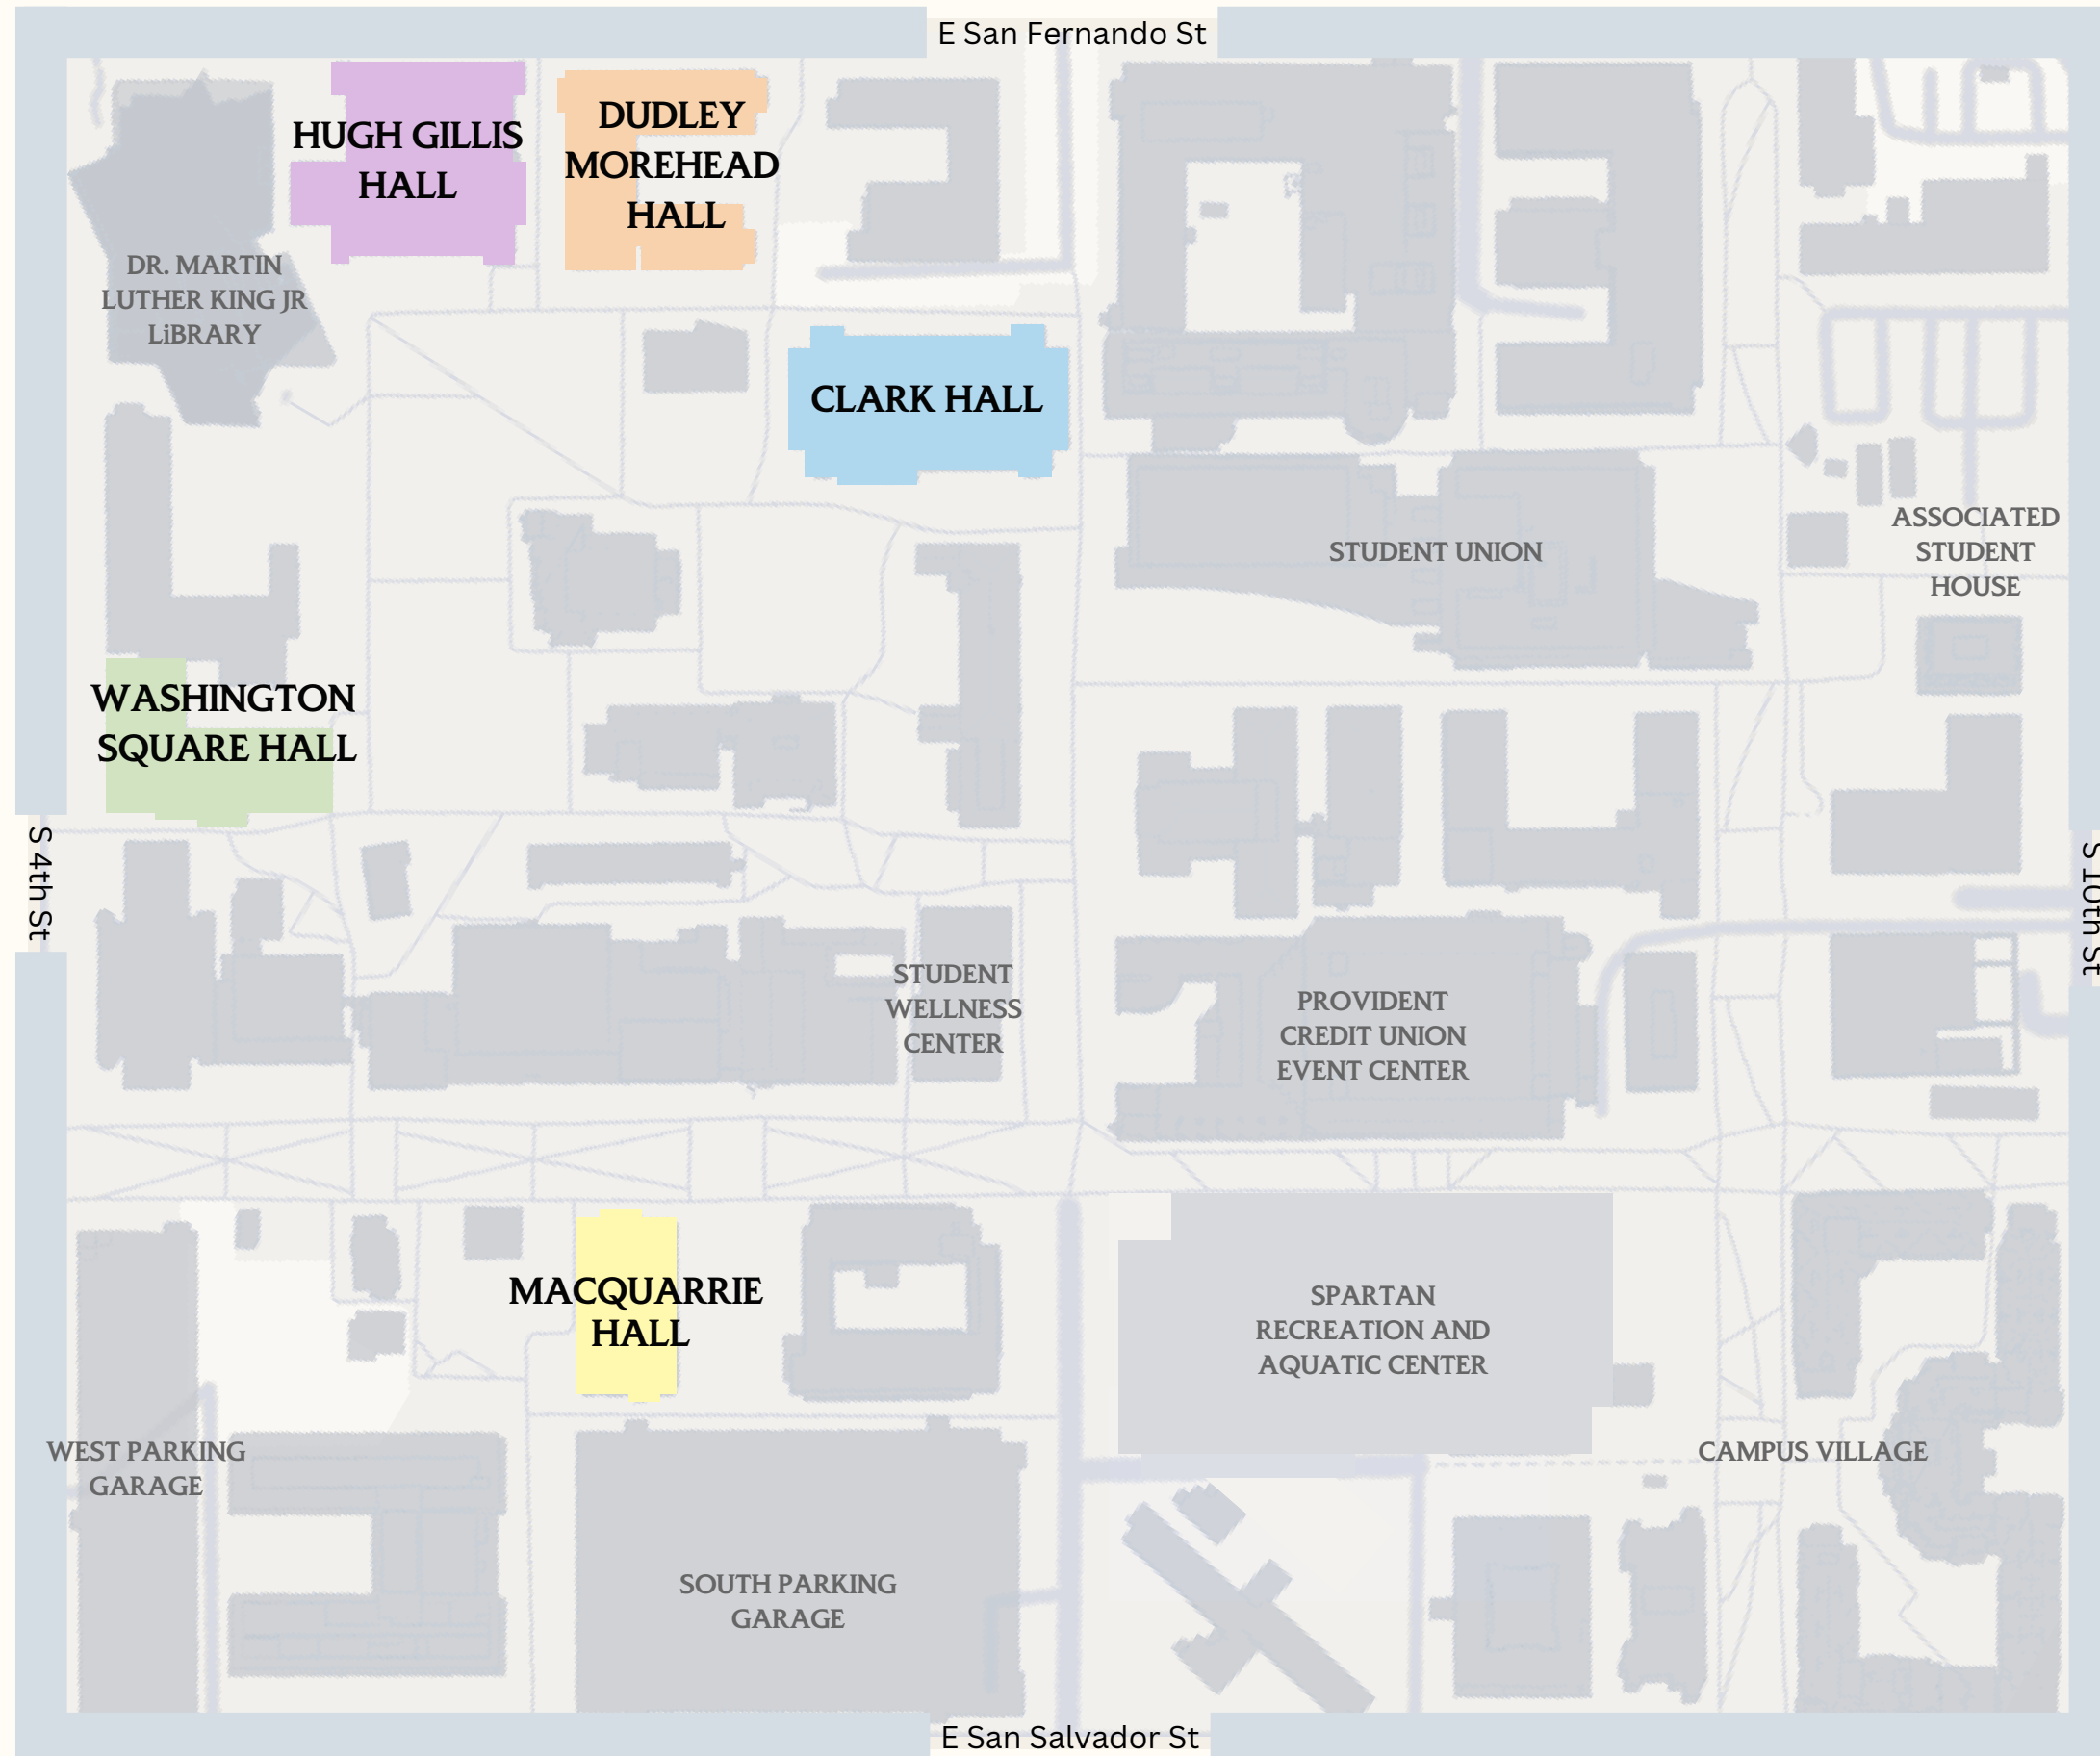 E San Fernando St
HUGH GILLIS
HALL
DUDLEY
MOREHEAD
HALL
DR. MARTIN
LUTHER KING JR
LiBRARY
CLARK HALL
STUDENT UNION
ASSOCIATED
STUDENT
HOUSE
WASHINGTON
SQUARE HALL
S 4th St
S 10th St
STUDENT
WELLNESS
CENTER
PROVIDENT
CREDIT UNION
EVENT CENTER
MACQUARRIE
HALL
SPARTAN
RECREATION AND
AQUATIC CENTER
WEST PARKING
GARAGE
CAMPUS VILLAGE
SOUTH PARKING
GARAGE
E San Salvador St